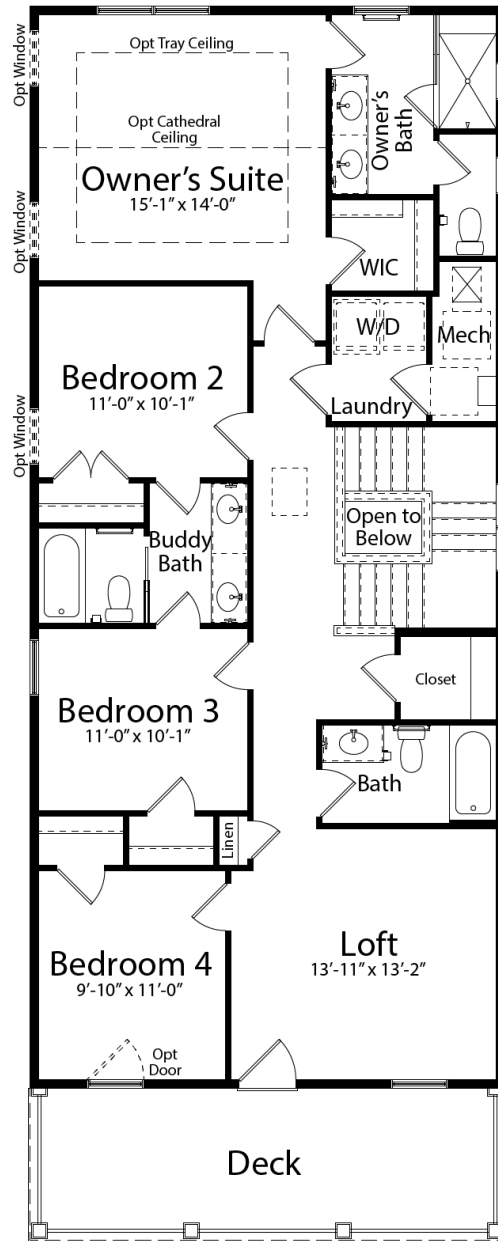 Opt Window
Opt Tray Ceiling
Opt Cathedral
Ceiling
Owner's Suite
15'-1" x 14'-0"
Owner's
Bath
Opt Window
WIC
W/D
Mech
Laundry
Bedroom 2
11'-0" x 10'-1"
Opt Window
Open to
Below
Buddy
Bath
Bedroom 3
11'-0" x 10'-1"
Closet
Bath
Linen
Loft
13'-11" x 13'-2"
Bedroom 4
9'-10" x 11'-0"
Opt
Door
Deck